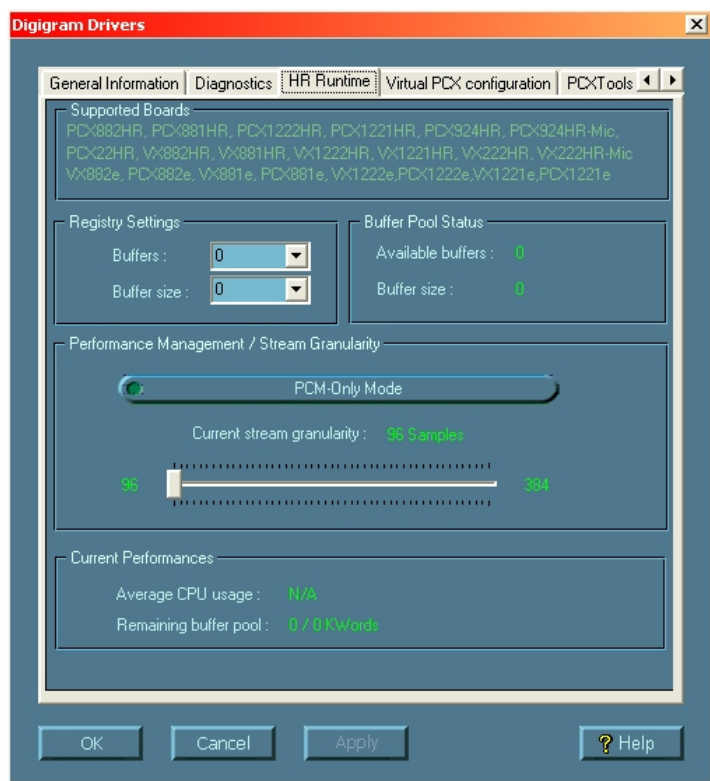 Digigram Drivers
General Information Diagnostics HR Runtime Virtual PCX configuration PCXTools
Supported Boards
PCX882HR, PCX881HR, PCX1222HR, PCX1221HR, PCX924HR, PCX924HR-Mic,
PCX22HR, VX882HR, VX881HR, VX1222HR, VX1221HR, VX222HR, VX222HR-Mic
VX882e, PCX882e, VX881e, PCX881e, VX1222e,PCX1222e,VX1221e,PCX1221e
Registry Settings
Buffers : 0
Buffer size : 0
Buffer Pool Status
Available buffers : 0
Buffer size : 0
Performance Management / Stream Granularity
PCM-Only Mode
Current stream granularity : 96 Samples
96 384
Current Performances
Average CPU usage : N/A
Remaining buffer pool : 0 / 0 KWords
OK Cancel Apply ? Help